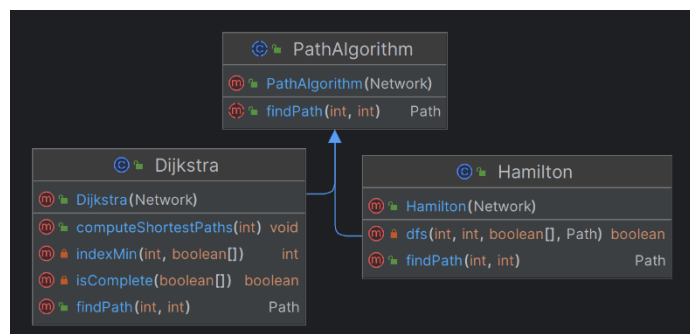 PathAlgorithm
PathAlgorithm(Network)
findPath(int, int) Path
Dijkstra
Dijkstra(Network)
computeShortestPaths(int) void
indexMin(int, boolean[]) int
isComplete(boolean[]) boolean
findPath(int, int) Path
Hamilton
Hamilton(Network)
dfs(int, int, boolean[], Path) boolean
findPath(int, int) Path